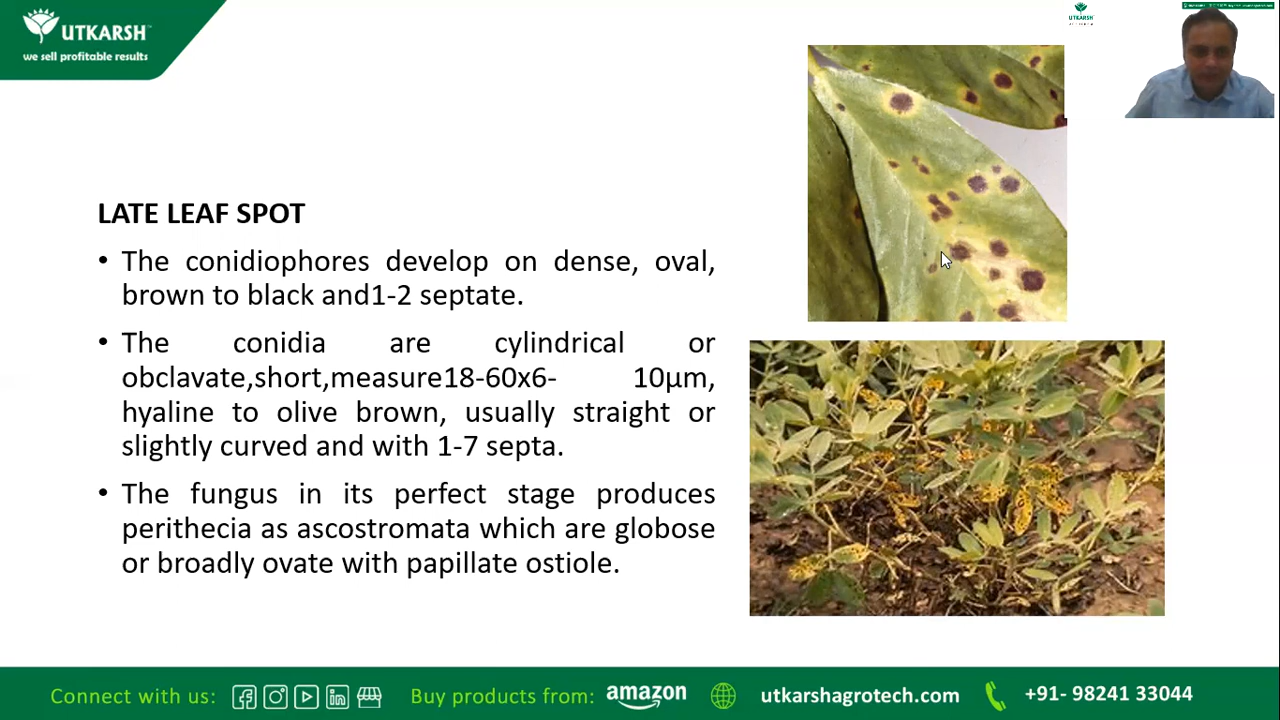 UTKARSH
we sell profitable results
UTKARSH
LATE LEAF SPOT
• The conidiophores develop on dense, oval,
brown to black and1-2 septate.
• The conidia are cylindrical or
obclavate,short,measure18-60x6- 10µm,
hyaline to olive brown, usually straight or
slightly curved and with 1-7 septa.
• The fungus in its perfect stage produces
perithecia as ascostromata which are globose
or broadly ovate with papillate ostiole.
Connect with us: Buy products from: amazon utkarshagrotech.com +91- 98241 33044